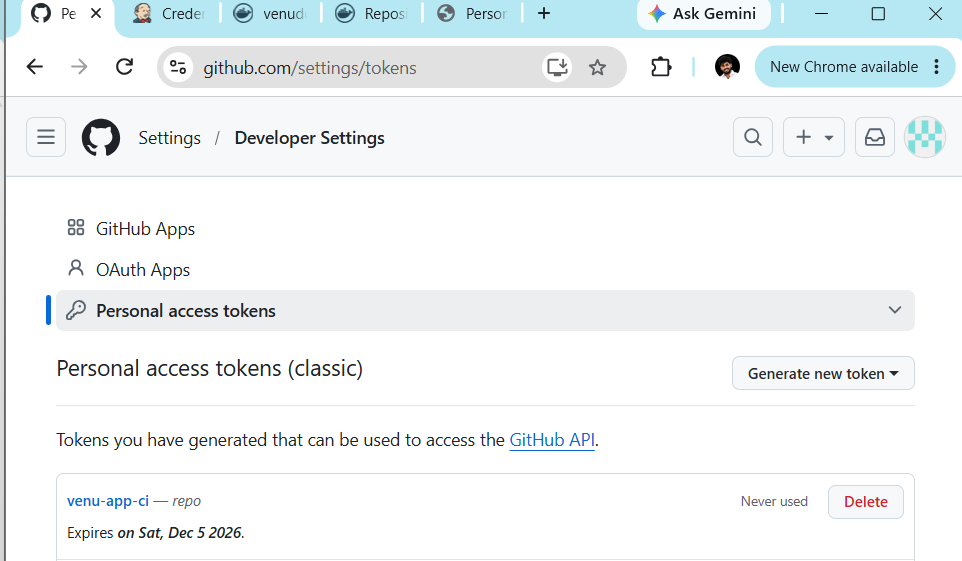 Pe
Creder
venud
Reposi
Person
Ask Gemini
github.com/settings/tokens
New Chrome available
Settings / Developer Settings
GitHub Apps
OAuth Apps
Personal access tokens
Personal access tokens (classic)
Generate new token
Tokens you have generated that can be used to access the GitHub API.
venu-app-ci — repo
Never used
Delete
Expires on Sat, Dec 5 2026.